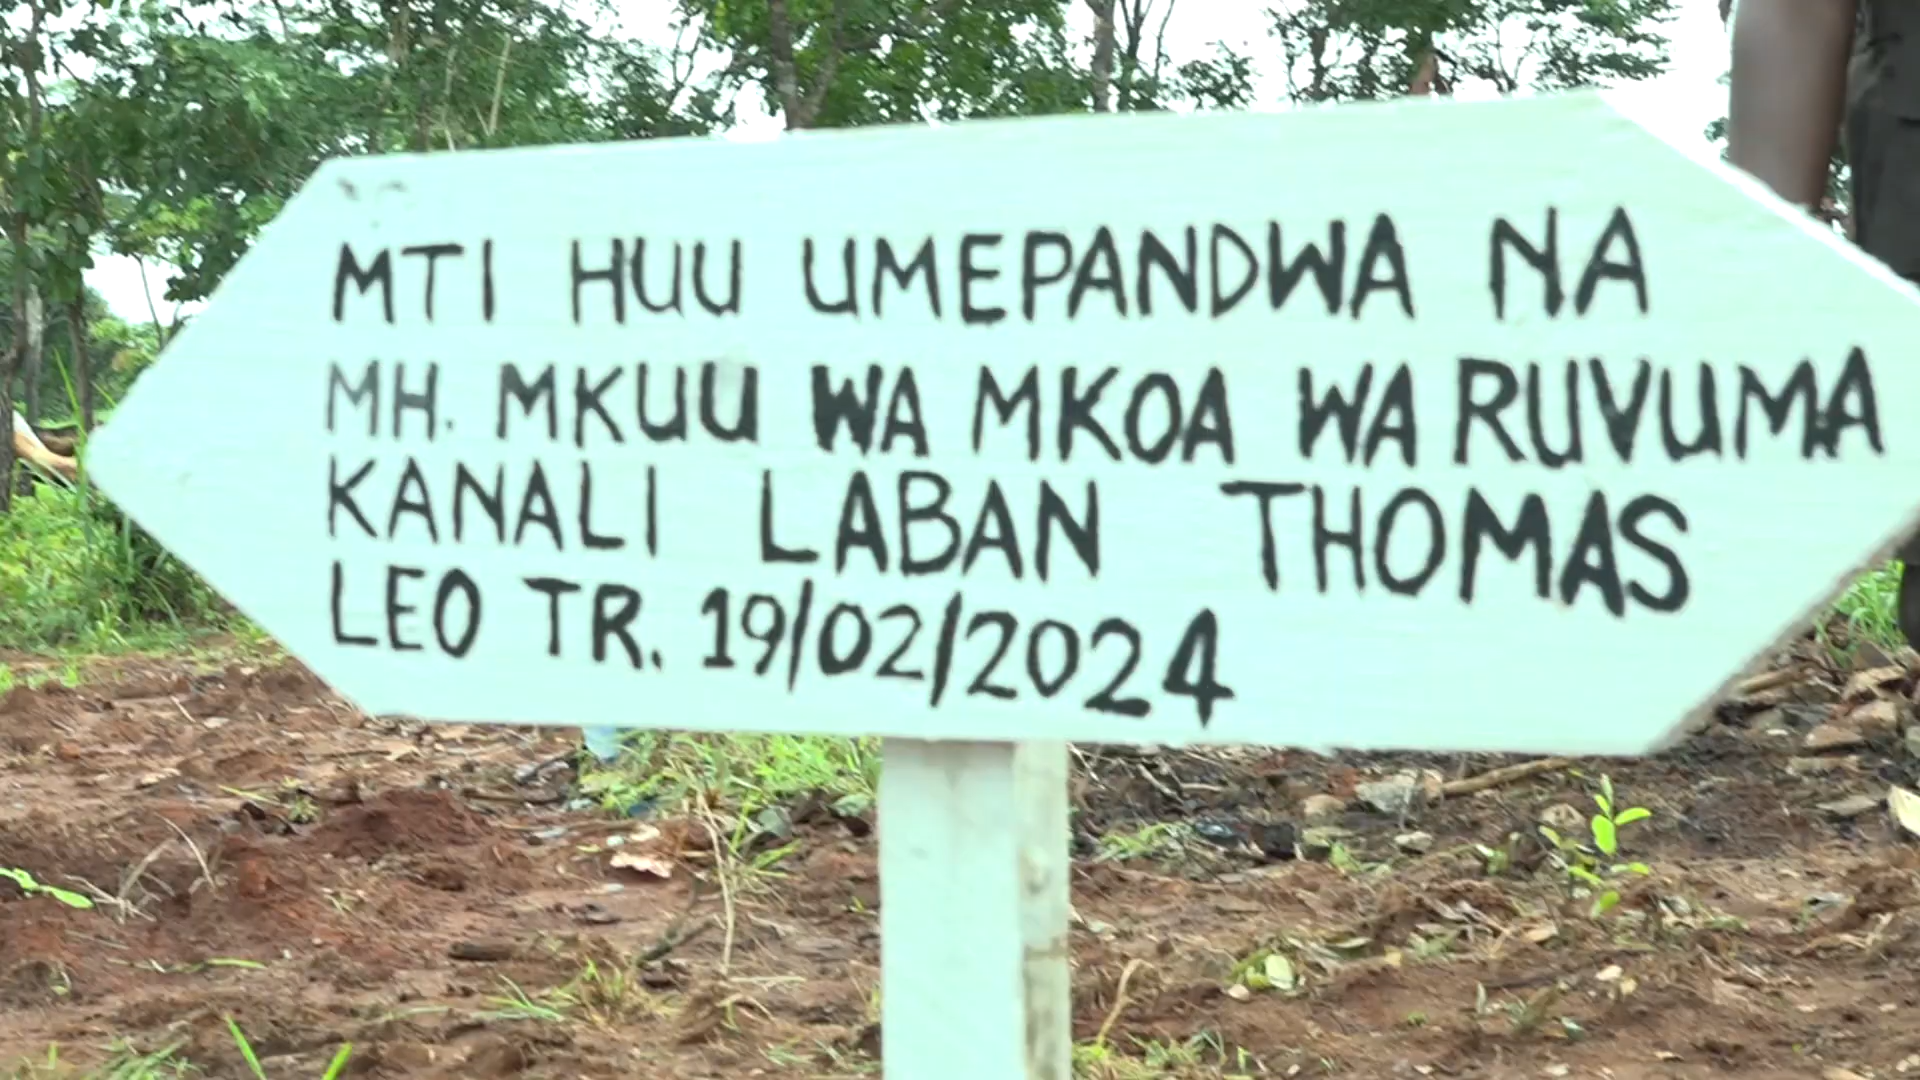 MTI HUU UMEPANDWA NA
MH. MKUU WA MKOA WA RUVUMA
KANALI LABAN THOMAS
LEO TR. 19/02/2024